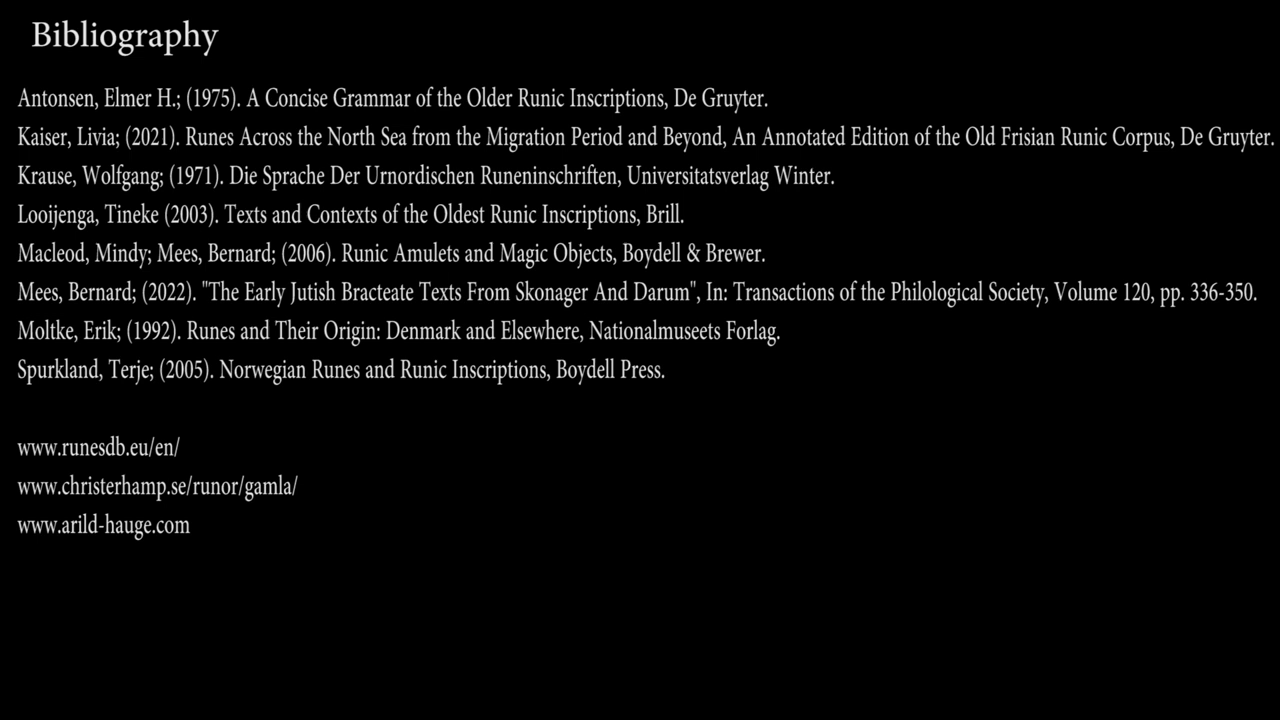 Bibliography
Antonsen, Elmer H.; (1975). A Concise Grammar of the Older Runic Inscriptions, De Gruyter.
Kaiser, Livia; (2021). Runes Across the North Sea from the Migration Period and Beyond, An Annotated Edition of the Old Frisian Runic Corpus, De Gruyter.
Krause, Wolfgang; (1971). Die Sprache Der Urnordischen Runeninschriften, Universitatsverlag Winter.
Looijenga, Tineke (2003). Texts and Contexts of the Oldest Runic Inscriptions, Brill.
Macleod, Mindy; Mees, Bernard; (2006). Runic Amulets and Magic Objects, Boydell & Brewer.
Mees, Bernard; (2022). "The Early Jutish Bracteate Texts From Skonager And Darum", In: Transactions of the Philological Society, Volume 120, pp. 336-350.
Moltke, Erik; (1992). Runes and Their Origin: Denmark and Elsewhere, Nationalmuseets Forlag.
Spurkland, Terje; (2005). Norwegian Runes and Runic Inscriptions, Boydell Press.
www.runesdb.eu/en/
www.christerhamp.se/runor/gamla/
www.arild-hauge.com